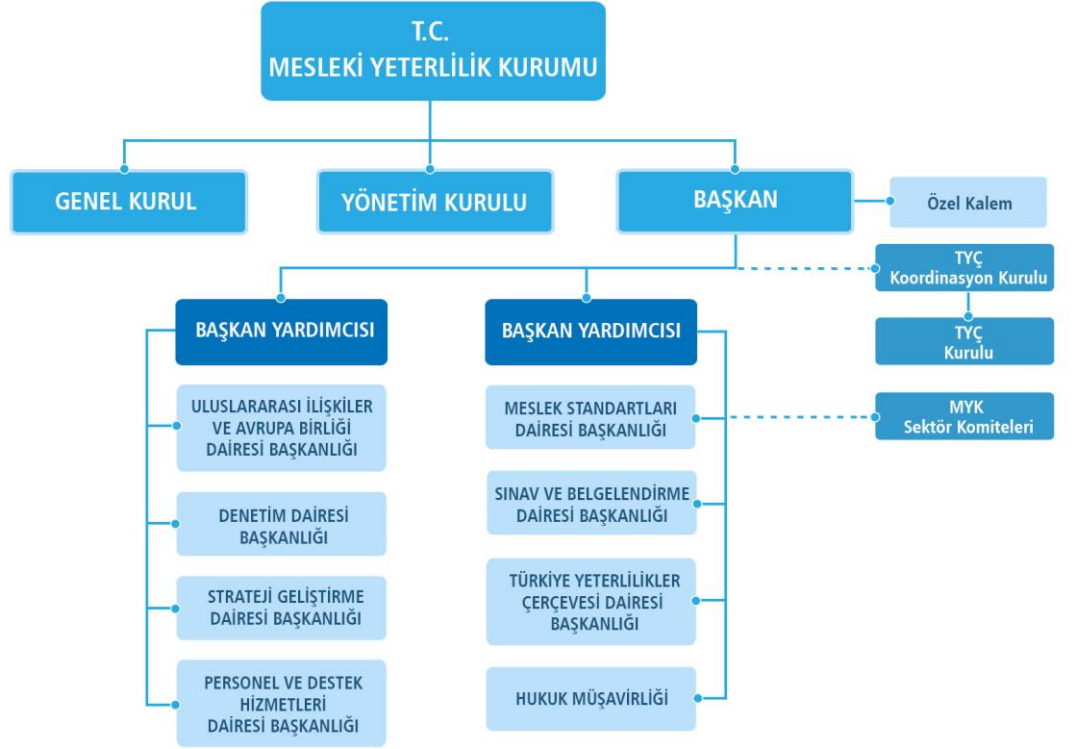 T.C.
MESLEKİ YETERLİLİK KURUMU
GENEL KURUL
YÖNETİM KURULU
BAŞKAN
Özel Kalem
TYÇ
Koordinasyon Kurulu
TYÇ
Kurulu
MYK
Sektör Komiteleri
BAŞKAN YARDIMCISI
ULUSLARARASI İLİŞKİLER
VE AVRUPA BİRLİĞİ
DAİRESİ BAŞKANLIĞI
DENETİM DAİRESİ
BAŞKANLIĞI
STRATEJİ GELİŞTİRME
DAİRESİ BAŞKANLIĞI
PERSONEL VE DESTEK
HİZMETLERİ
DAİRESİ BAŞKANLIĞI
BAŞKAN YARDIMCISI
MESLEK STANDARTLARI
DAİRESİ BAŞKANLIĞI
SINAV VE BELGELENDİRME
DAİRESİ BAŞKANLIĞI
TÜRKİYE YETERLİLİKLER
ÇERÇEVESİ DAİRESİ
BAŞKANLIĞI
HUKUK MÜŞAVİRLİĞİ